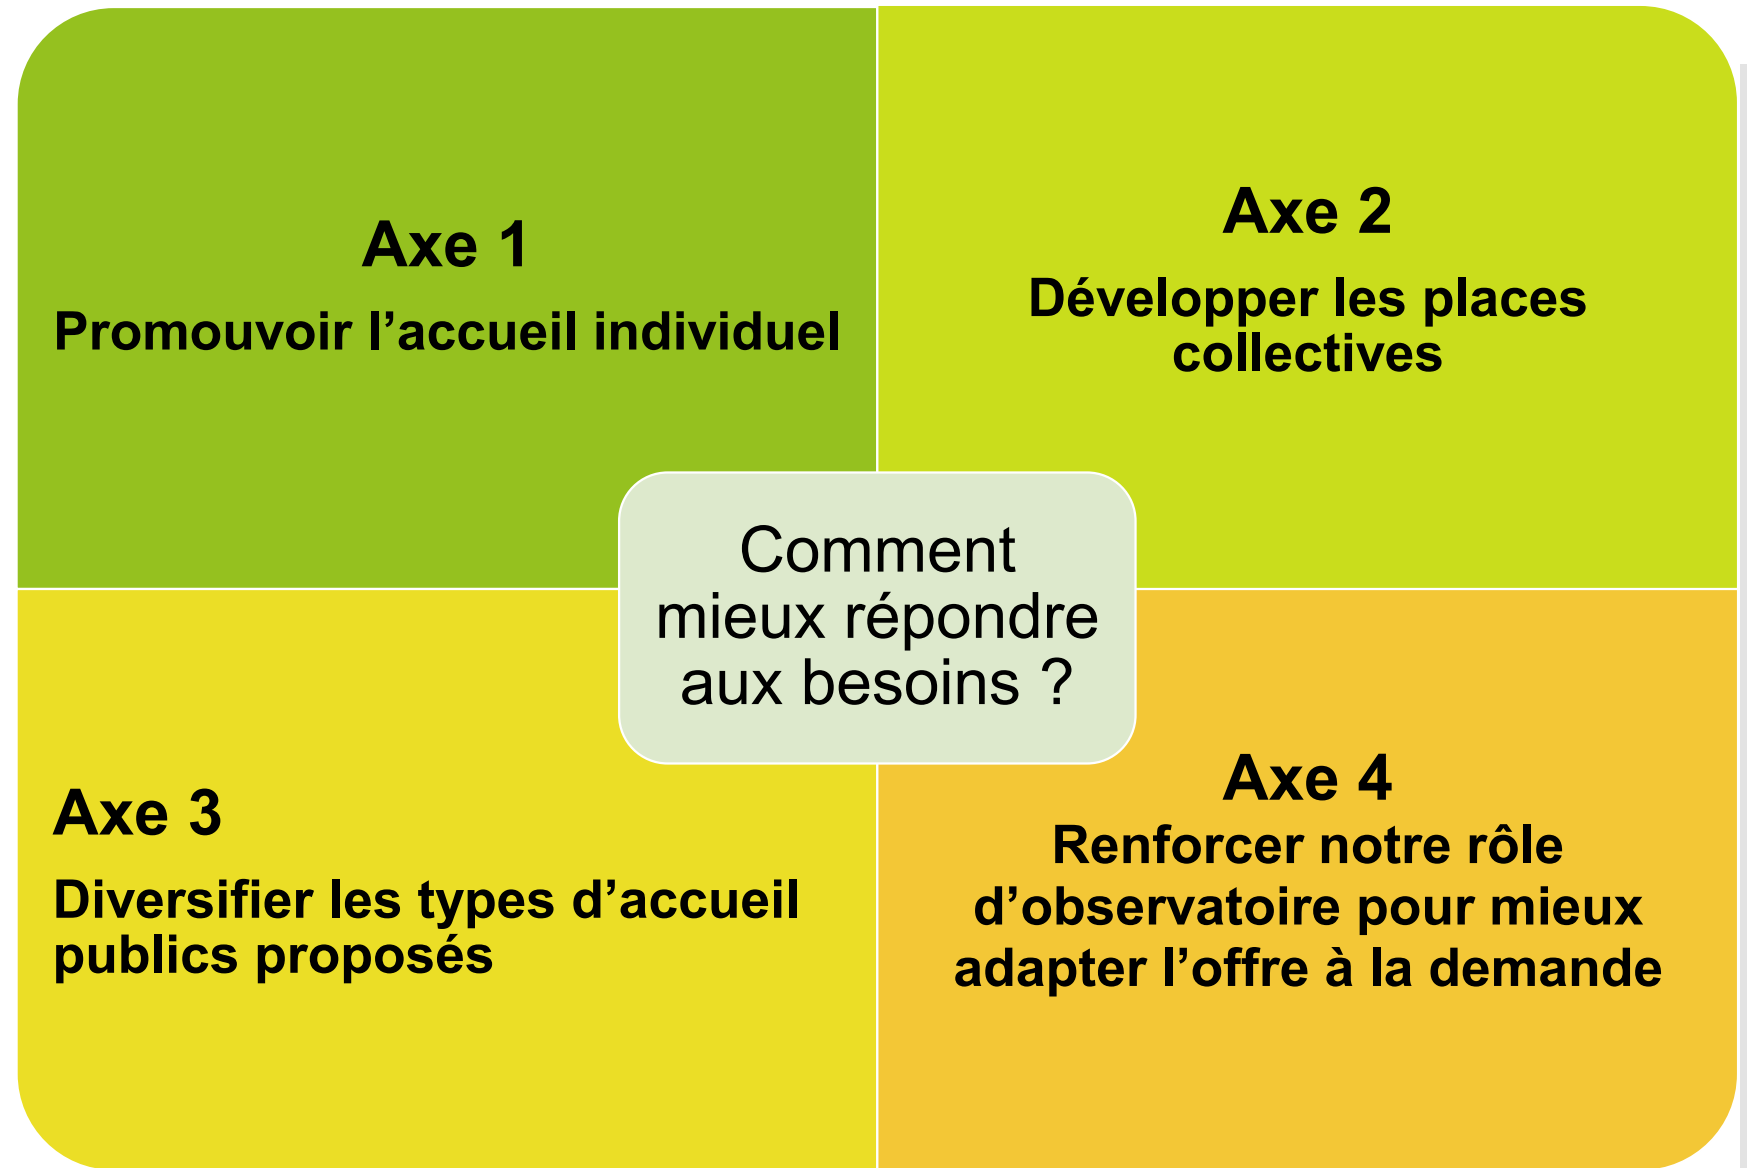 Axe 1
Promouvoir l’accueil individuel
Axe 2
Développer les places
collectives
Comment
mieux répondre
aux besoins ?
Axe 3
Diversifier les types d’accueil
publics proposés
Axe 4
Renforcer notre rôle
d’observatoire pour mieux
adapter l’offre à la demande